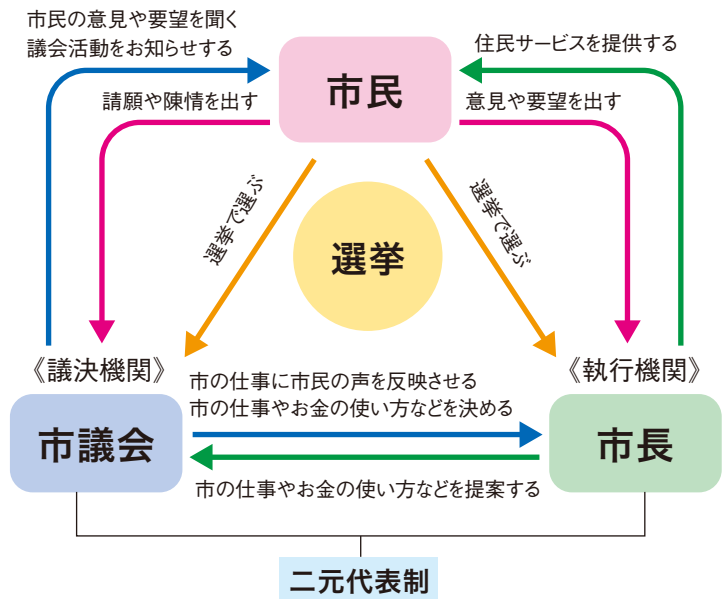 市民の意見や要望を聞く
議会活動をお知らせする
住民サービスを提供する
市民
請願や陳情を出す
意見や要望を出す
選挙で選ぶ
選挙で選ぶ
選挙
《議決機関》
《執行機関》
市の仕事に市民の声を反映させる
市の仕事やお金の使い方などを決める
市議会
市長
市の仕事やお金の使い方などを提案する
二元代表制